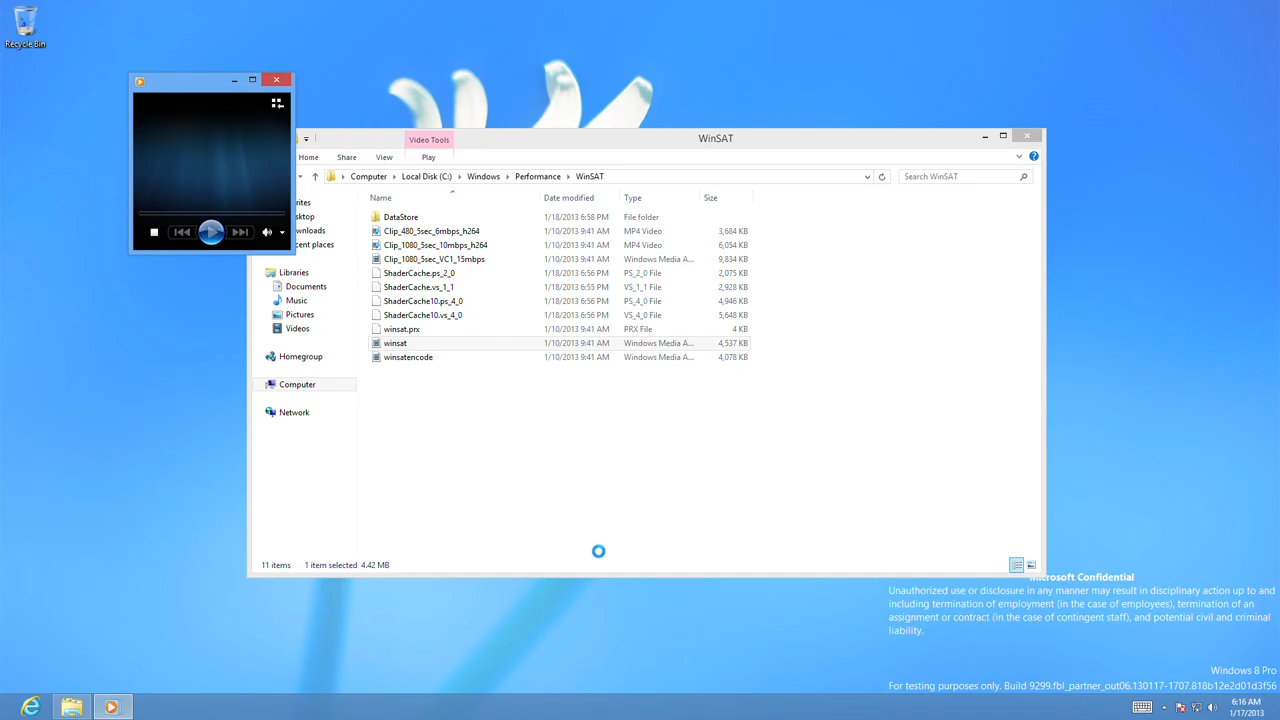 Recycle Bin
Video Tools
WinSAT
Home Share View Play
Computer Local Disk (C:) Windows Performance WinSAT
Search WinSAT
Name Date modified Type Size
DataStore 1/18/2013 6:58 PM File folder
Clip_480_5sec_6mbps_h264 1/10/2013 9:41 AM MP4 Video 3,684 KB
Clip_1080_5sec_10mbps_h264 1/10/2013 9:41 AM MP4 Video 6,054 KB
Clip_1080_5sec_VC1_15mbps 1/10/2013 9:41 AM Windows Media A... 9,834 KB
ShaderCache.ps_2_0 1/18/2013 6:56 PM PS_2_0 File 2,075 KB
ShaderCache.vs_1_1 1/18/2013 6:55 PM VS_1_1 File 2,928 KB
ShaderCache10.ps_4_0 1/18/2013 6:56 PM PS_4_0 File 4,946 KB
ShaderCache10.vs_4_0 1/18/2013 6:56 PM VS_4_0 File 5,648 KB
winsat.prx 1/10/2013 9:41 AM PRX File 4 KB
winsat 1/10/2013 9:41 AM Windows Media A... 4,537 KB
winsatencode 1/10/2013 9:41 AM Windows Media A... 4,078 KB
rites
sktop
ownloads
cent places
Libraries
Documents
Music
Pictures
Videos
Homegroup
Computer
Network
11 items 1 item selected 4.42 MB
Microsoft Confidential
Unauthorized use or disclosure in any manner may result in disciplinary action up to and
including termination of employment (in the case of employees), termination of an
assignment or contract (in the case of contingent staff), and potential civil and criminal
liability.
Windows 8 Pro
For testing purposes only. Build 9299.fbl_partner_out06.130117-1707.818b12e2d01d3f56
6:16 AM
1/17/2013